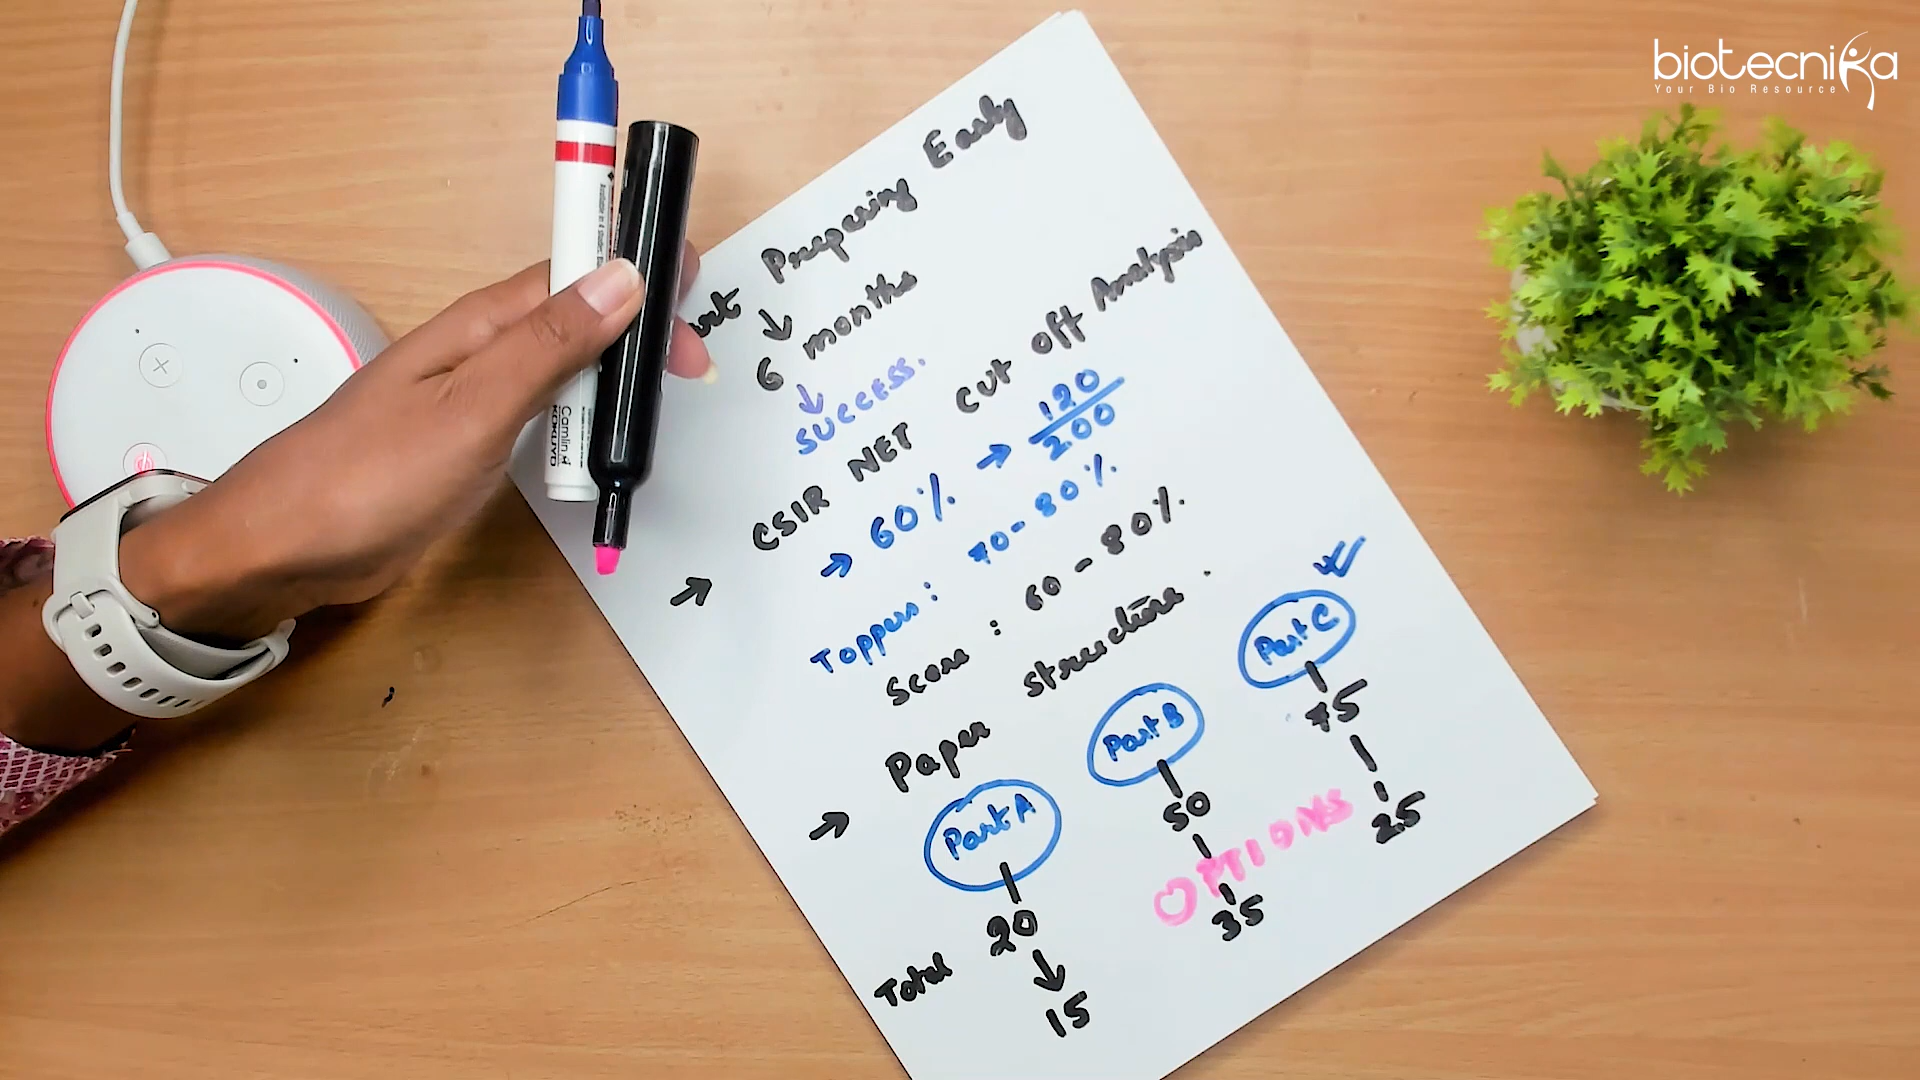 biotecnika
Your Bio Resource
Preparing Early
6 months
SUCCESS.
CSIR NET cut off Analysis
→ 60% → 120/200
Toppers: 70-80%
Score: 60-80%.
Paper structure.
Part A Part B Part C
20 50 75
OPTIONS
Total 15 35 25
Camlin
KOKUYO